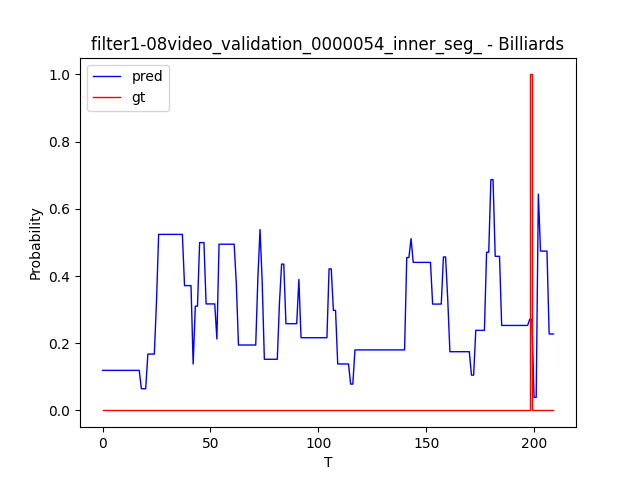 filter1-08video_validation_0000054_inner_seg_ - Billiards
pred
gt
1.0
0.8
0.6
0.4
0.2
0.0
Probability
0
50
100
150
200
T